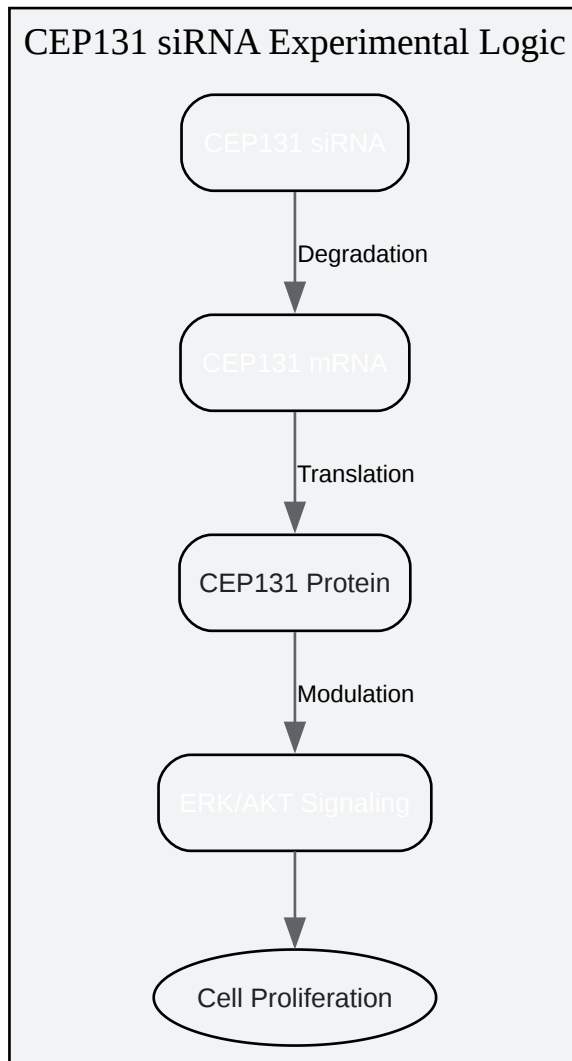 CEP131 siRNA Experimental Logic
CEP131 siRNA
Degradation
CEP131 mRNA
Translation
CEP131 Protein
Modulation
ERK/AKT Signaling
Cell Proliferation